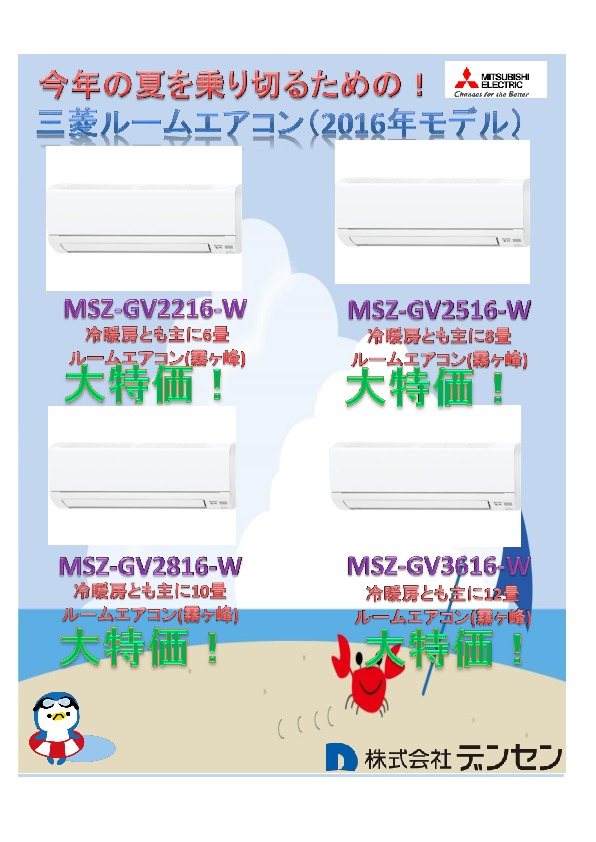 今年の夏を乗り切るための！
MITSUBISHI
ELECTRIC
Changes for the Better
三菱ルームエアコン（2016年モデル）
MSZ-GV2216-W
冷暖房とも主に6畳
ルームエアコン(霧ヶ峰)
大特価！
MSZ-GV2516-W
冷暖房とも主に8畳
ルームエアコン(霧ヶ峰)
大特価！
MSZ-GV2816-W
冷暖房とも主に10畳
ルームエアコン(霧ヶ峰)
大特価！
MSZ-GV3616-W
冷暖房とも主に12畳
ルームエアコン(霧ヶ峰)
大特価！
株式会社 デンセン